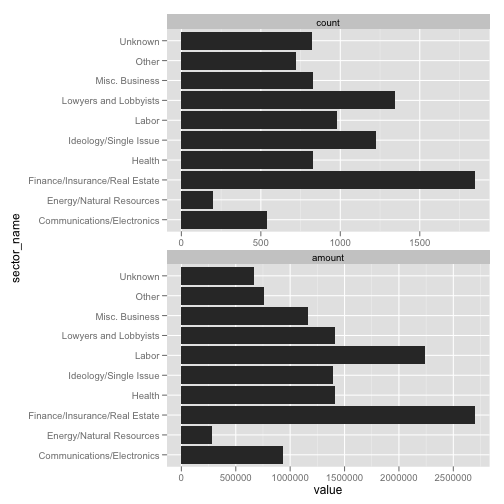 count
Unknown
Other
Misc. Business
Lowyers and Lobbyists
Labor
Ideology/Single Issue
Health
Finance/Insurance/Real Estate
Energy/Natural Resources
Communications/Electronics
0 500 1000 1500
sector_name
amount
Unknown
Other
Misc. Business
Lowyers and Lobbyists
Labor
Ideology/Single Issue
Health
Finance/Insurance/Real Estate
Energy/Natural Resources
Communications/Electronics
0 500000 1000000 1500000 2000000 2500000
value